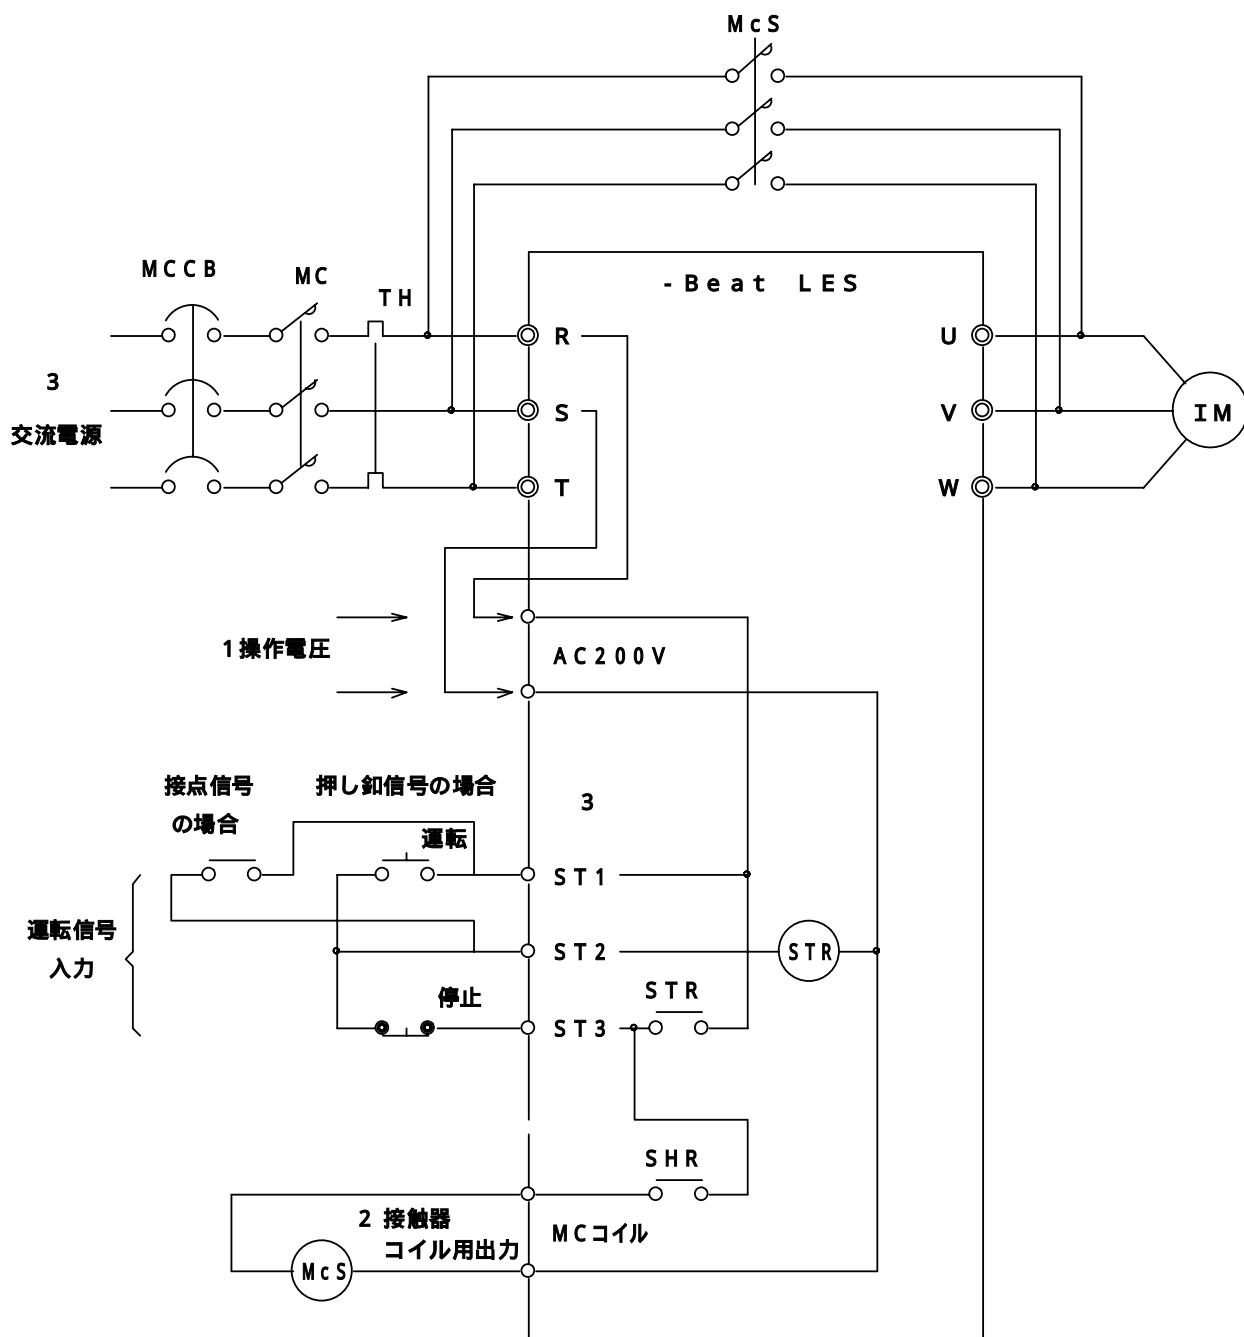 McS
-Beat LES
MCCB
MC
TH
R
S
T
U
V
W
IM
3
交流電源
1操作電圧
AC200V
接点信号
の場合
押し釦信号の場合
運転
3
ST1
ST2
ST3
STR
STR
運転信号
入力
停止
SHR
2 接触器
コイル用出力
MCコイル
McS